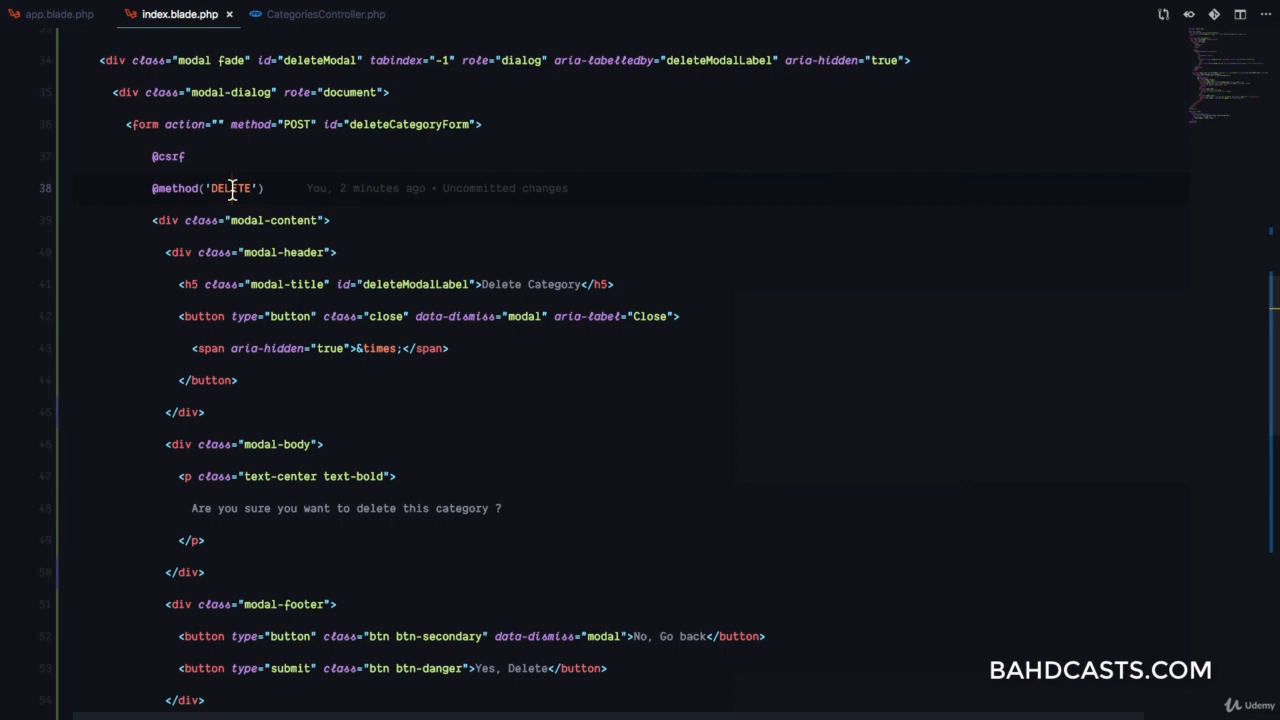 app.blade.php index.blade.php × CategoriesController.php
34 <div class="modal fade" id="deleteModal" tabindex="-1" role="dialog" aria-labelledby="deleteModalLabel" aria-hidden="true">
35 <div class="modal-dialog" role="document">
36 <form action="" method="POST" id="deleteCategoryForm">
37 @csrf
38 @method('DELETE') You, 2 minutes ago • Uncommitted changes
39 <div class="modal-content">
40 <div class="modal-header">
41 <h5 class="modal-title" id="deleteModalLabel">Delete Category</h5>
42 <button type="button" class="close" data-dismiss="modal" aria-label="Close">
43 <span aria-hidden="true">&times;</span>
44 </button>
45 </div>
46 <div class="modal-body">
47 <p class="text-center text-bold">
48 Are you sure you want to delete this category ?
49 </p>
50 </div>
51 <div class="modal-footer">
52 <button type="button" class="btn btn-secondary" data-dismiss="modal">No, Go back</button>
53 <button type="submit" class="btn btn-danger">Yes, Delete</button>
54 </div>
BAHDCASTS.COM
Udemy